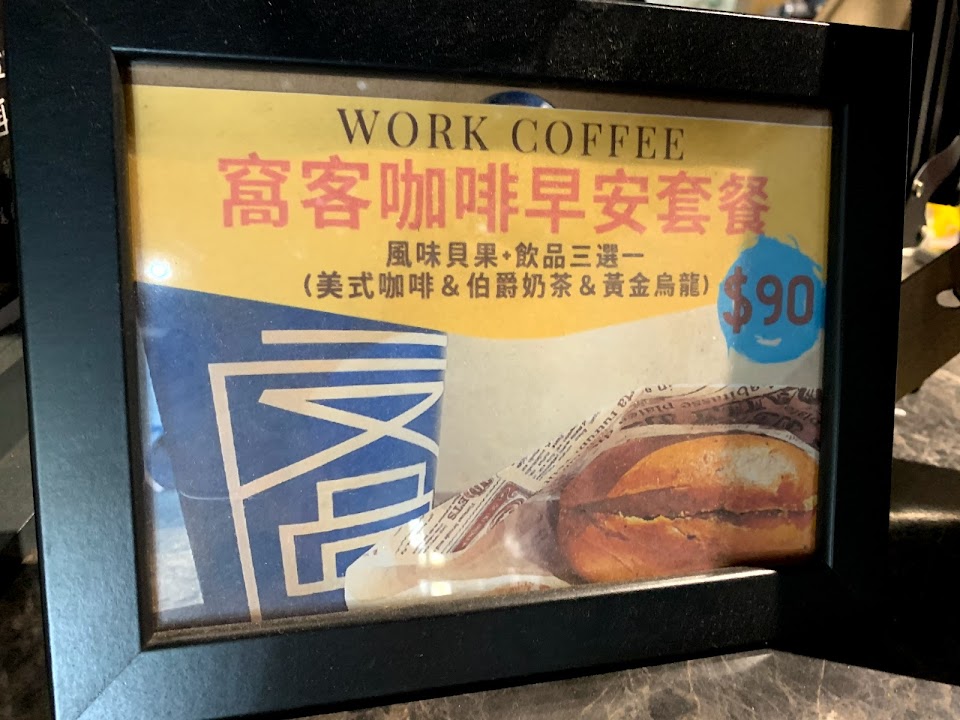 WORK COFFEE
窩客咖啡早安套餐
風味貝果+飲品三選一
(美式咖啡&伯爵奶茶&黃金烏龍)
$90